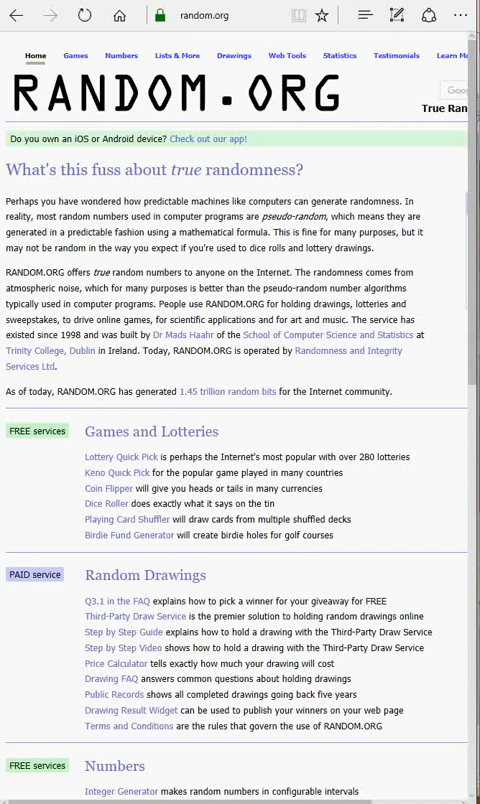 random.org
Home Games Numbers Lists & More Drawings Web Tools Statistics Testimonials Learn Mo
RANDOM.ORG
Goo
True Ran
Do you own an iOS or Android device? Check out our app!
What's this fuss about true randomness?
Perhaps you have wondered how predictable machines like computers can generate randomness. In
reality, most random numbers used in computer programs are pseudo-random, which means they are
generated in a predictable fashion using a mathematical formula. This is fine for many purposes, but it
may not be random in the way you expect if you're used to dice rolls and lottery drawings.
RANDOM.ORG offers true random numbers to anyone on the Internet. The randomness comes from
atmospheric noise, which for many purposes is better than the pseudo-random number algorithms
typically used in computer programs. People use RANDOM.ORG for holding drawings, lotteries and
sweepstakes, to drive online games, for scientific applications and for art and music. The service has
existed since 1998 and was built by Dr Mads Haahr of the School of Computer Science and Statistics at
Trinity College, Dublin in Ireland. Today, RANDOM.ORG is operated by Randomness and Integrity
Services Ltd.
As of today, RANDOM.ORG has generated 1.45 trillion random bits for the Internet community.
FREE services
Games and Lotteries
Lottery Quick Pick is perhaps the Internet's most popular with over 280 lotteries
Keno Quick Pick for the popular game played in many countries
Coin Flipper will give you heads or tails in many currencies
Dice Roller does exactly what it says on the tin
Playing Card Shuffler will draw cards from multiple shuffled decks
Birdie Fund Generator will create birdie holes for golf courses
PAID service
Random Drawings
Q3.1 in the FAQ explains how to pick a winner for your giveaway for FREE
Third-Party Draw Service is the premier solution to holding random drawings online
Step by Step Guide explains how to hold a drawing with the Third-Party Draw Service
Step by Step Video shows how to hold a drawing with the Third-Party Draw Service
Price Calculator tells exactly how much your drawing will cost
Drawing FAQ answers common questions about holding drawings
Public Records shows all completed drawings going back five years
Drawing Result Widget can be used to publish your winners on your web page
Terms and Conditions are the rules that govern the use of RANDOM.ORG
FREE services
Numbers
Integer Generator makes random numbers in configurable intervals